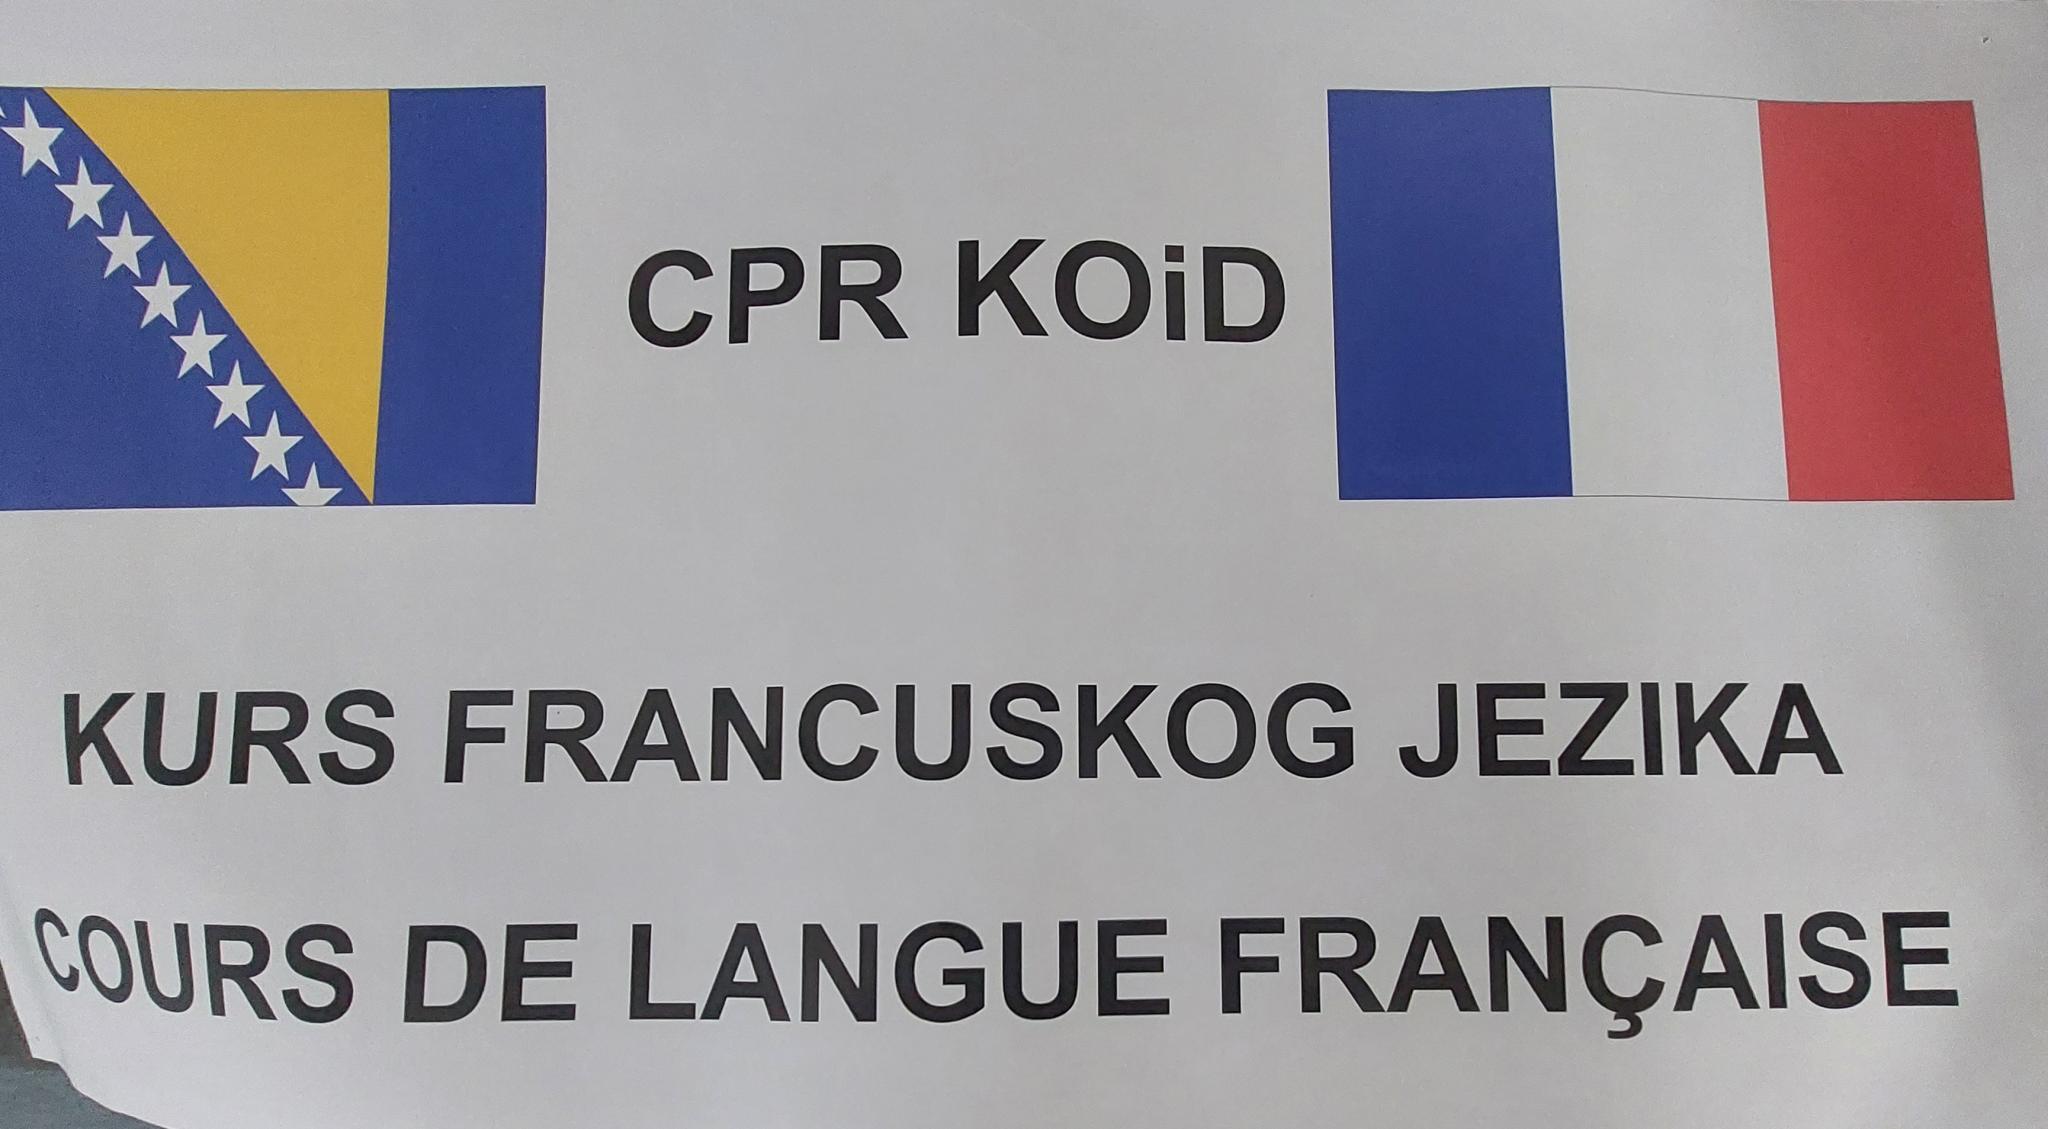 CPR KOiD
KURS FRANCUSKOG JEZIKA
COURS DE LANGUE FRANÇAISE